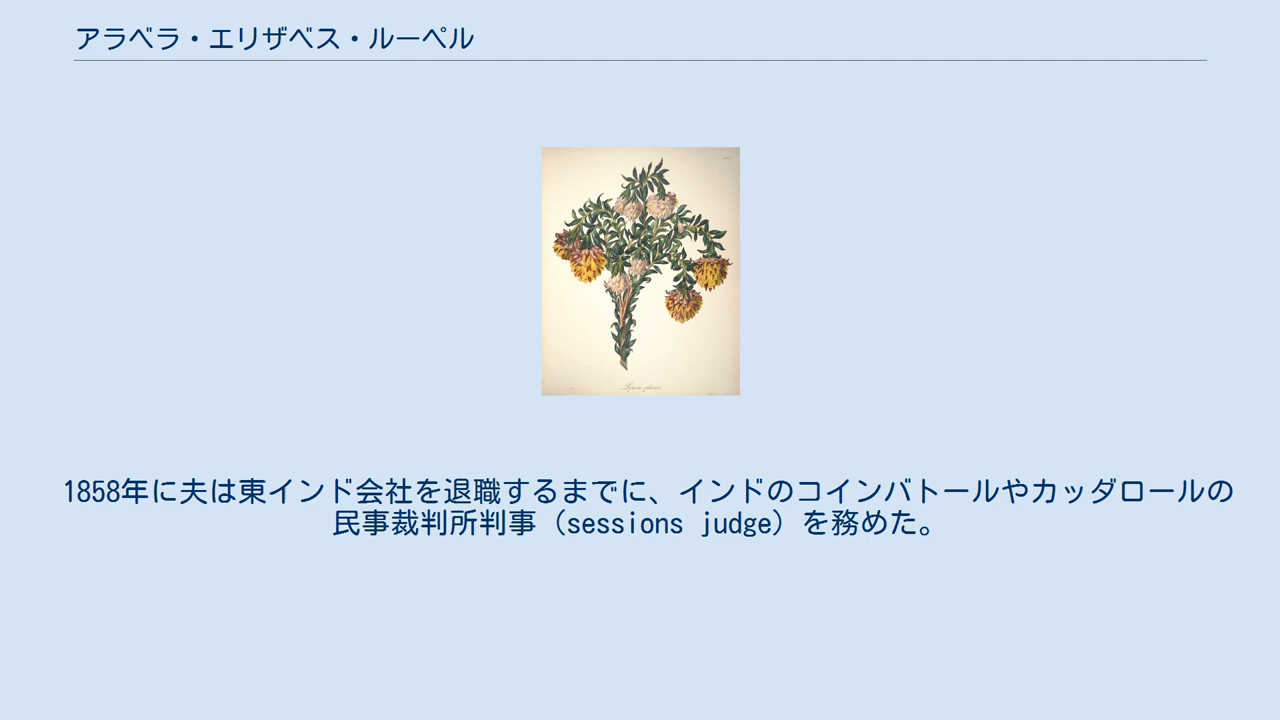 アラベラ・エリザベス・ルーペル
1858年に夫は東インド会社を退職するまでに、インドのコインバトールやカッダロールの
民事裁判所判事（sessions judge）を務めた。